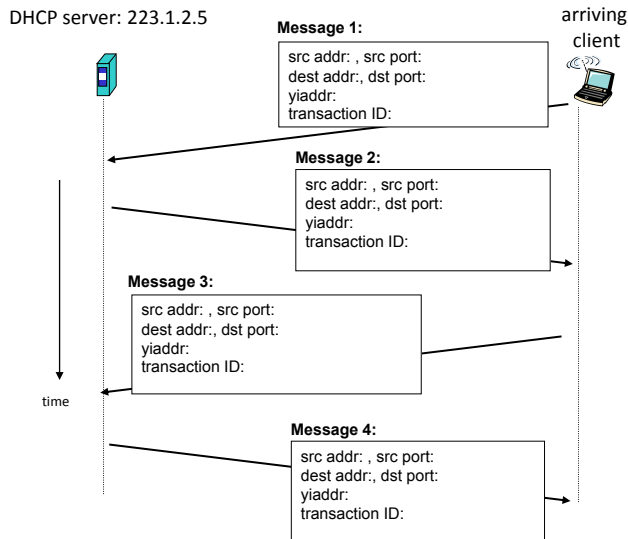 DHCP server: 223.1.2.5
arriving
client
Message 1:
src addr: , src port:
dest addr:, dst port:
yiaddr:
transaction ID:
Message 2:
src addr: , src port:
dest addr:, dst port:
yiaddr:
transaction ID:
Message 3:
src addr: , src port:
dest addr:, dst port:
yiaddr:
transaction ID:
time
Message 4:
src addr: , src port:
dest addr:, dst port:
yiaddr:
transaction ID: